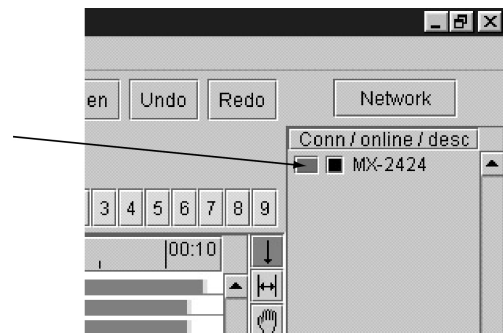 en Undo Redo Network
Conn / online / desc
MX-2424
3 4 5 6 7 8 9
00:10